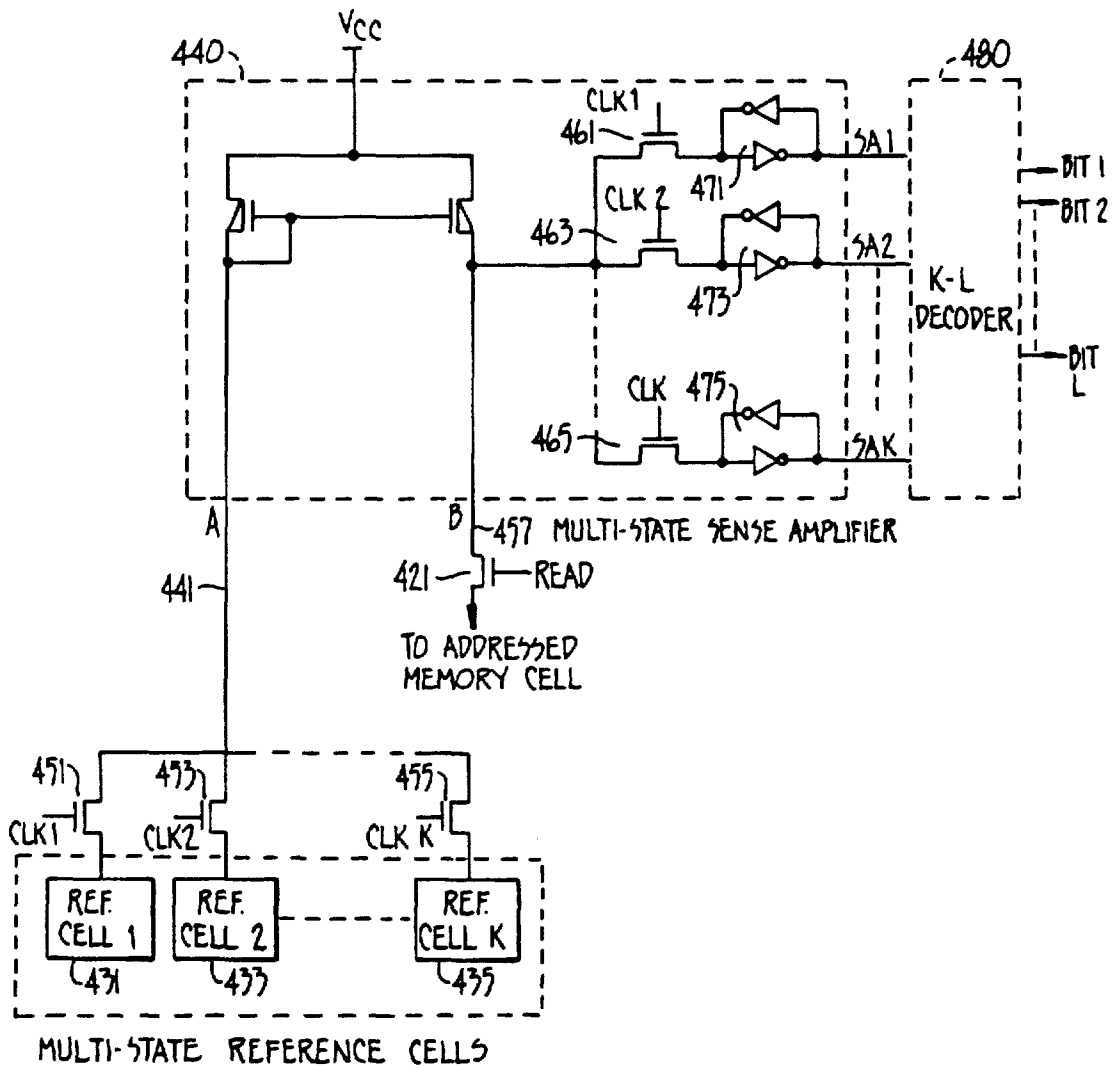 VCC
440
480
CLK1
461
471
SA1
BIT 1
CLK 2
BIT 2
463
473
SA2
K-L
DECODER
BIT
L
CLK
475
465
SAK
A
B
457
MULTI-STATE SENSE AMPLIFIER
441
421
READ
TO ADDRESSED
MEMORY CELL
451
453
455
CLK1
CLK2
CLK K
REF.
CELL 1
REF.
CELL 2
REF.
CELL K
431
433
435
MULTI-STATE REFERENCE CELLS